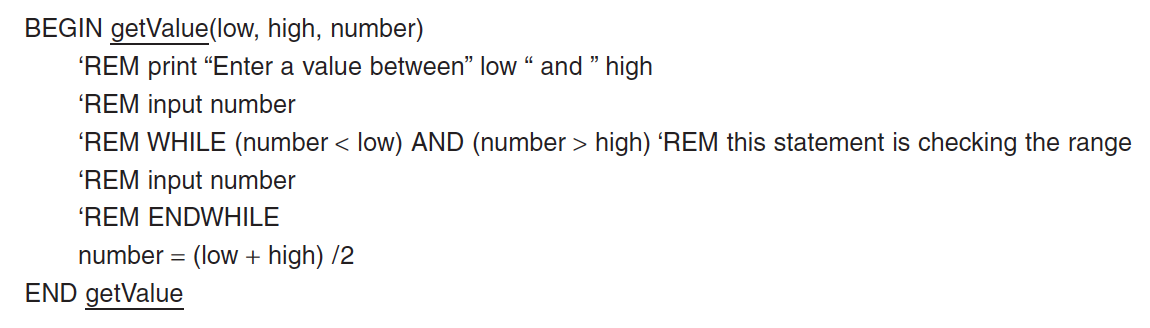 BEGIN getValue(low, high, number)
‘REM print “Enter a value between” low “ and ” high
‘REM input number
‘REM WHILE (number < low) AND (number > high) ‘REM this statement is checking the range
‘REM input number
‘REM ENDWHILE
number = (low + high) /2
END getValue